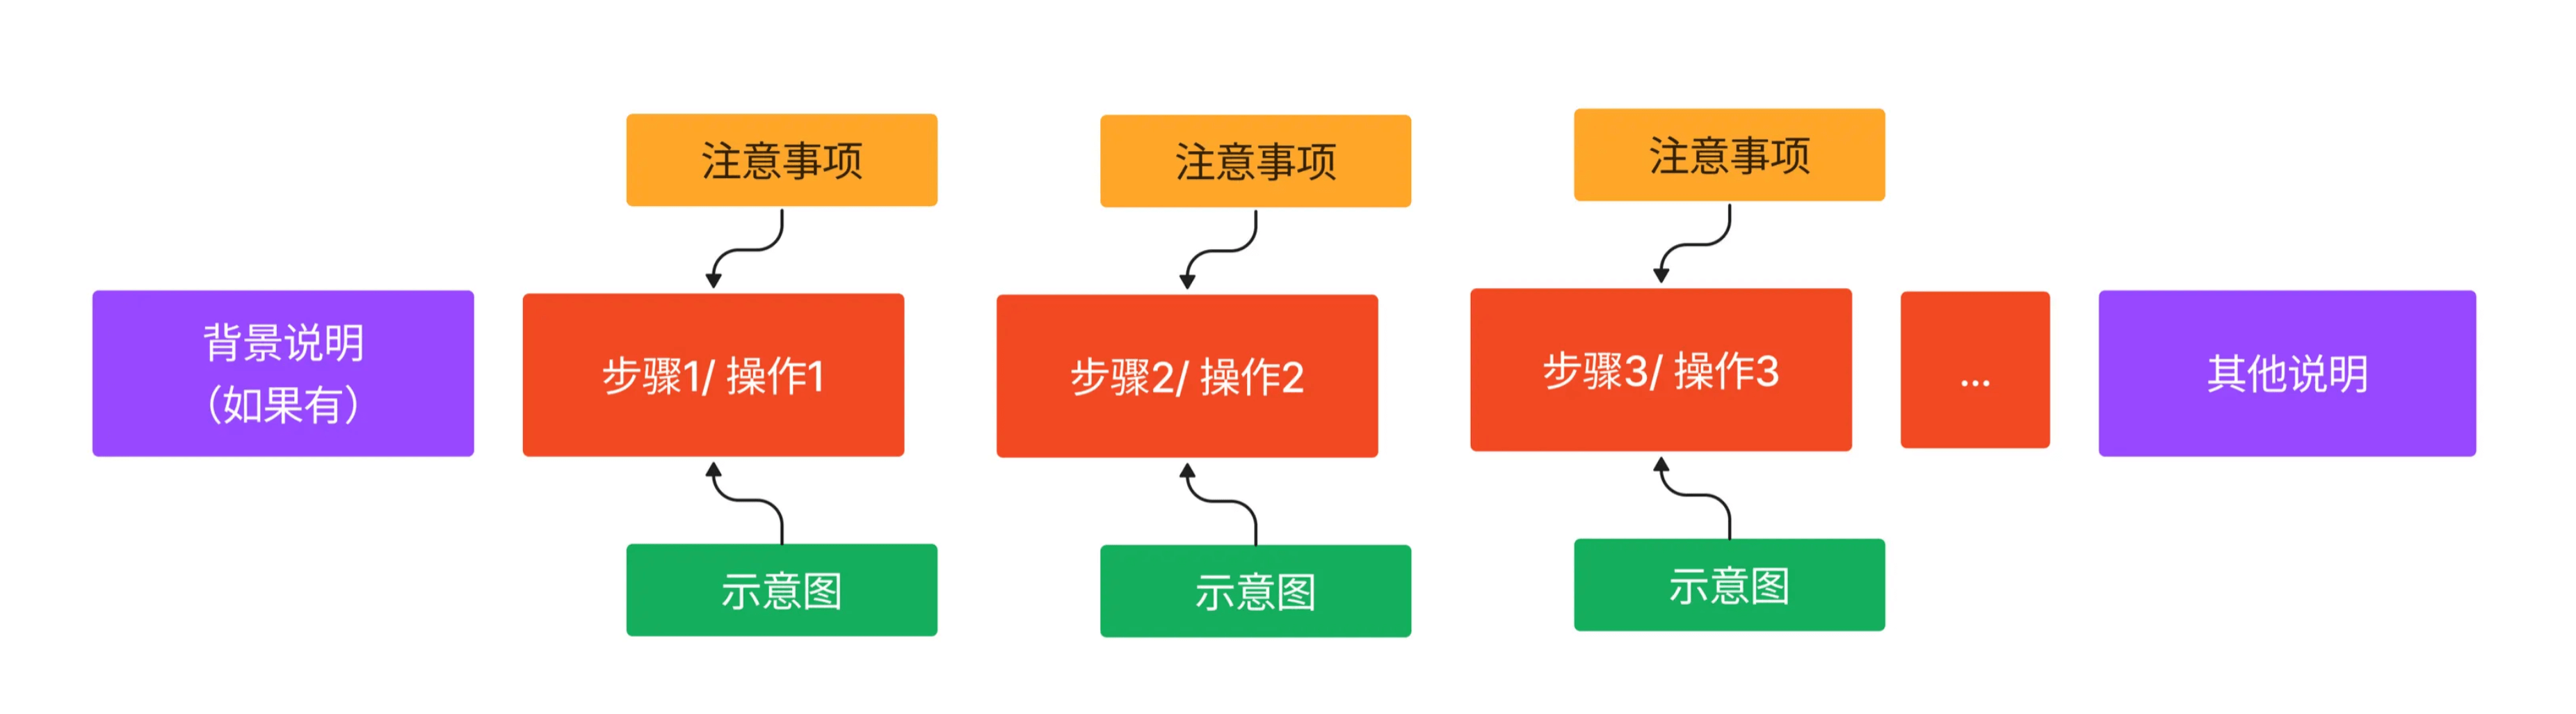 注意事项
注意事项
注意事项
背景说明
（如果有）
步骤1/ 操作1
步骤2/ 操作2
步骤3/ 操作3
...
其他说明
示意图
示意图
示意图